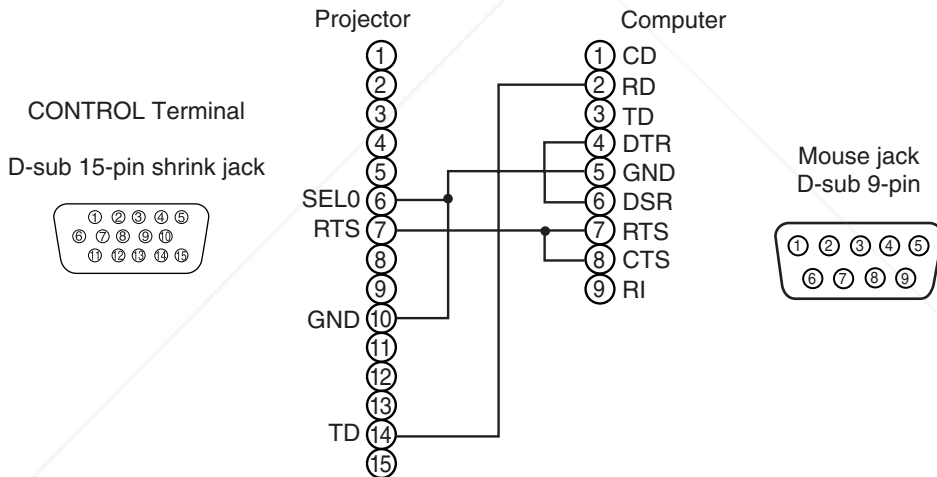 Projector
Computer
CONTROL Terminal
D-sub 15-pin shrink jack
① ② ③ ④ ⑤
⑥ ⑦ ⑧ ⑨ ⑩
⑪ ⑫ ⑬ ⑭ ⑮
1
2
3
4
5
SEL0 6
RTS 7
8
9
GND 10
11
12
13
TD 14
15
1 CD
2 RD
3 TD
4 DTR
5 GND
6 DSR
7 RTS
8 CTS
9 RI
Mouse jack
D-sub 9-pin
1 2 3 4 5
6 7 8 9